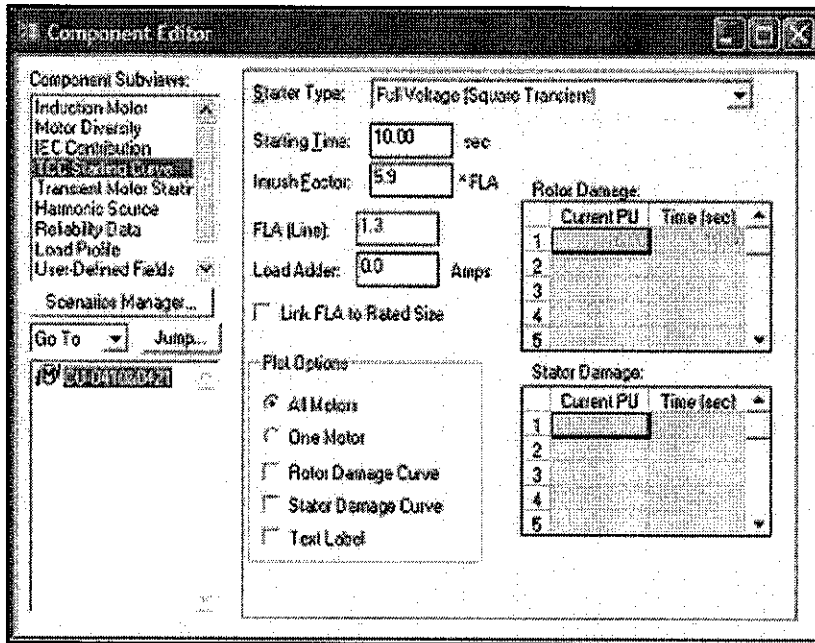 Component Editor
Component Subviews:
Induction Motor
Motor Diversity
IEC Contribution
TCC Starting Curve
Transient Motor Startir
Harmonic Source
Reliability Data
Load Profile
User-Defined Fields
Scenarios Manager...
Go To
Jump...
Starter Type:
Full Voltage (Square Transient)
Starting Time:
10.00
sec
Inrush Factor:
5.9
* FLA
FLA (Line):
1.3
Load Adder:
0.0
Amps
Link FLA to Rated Size
Plot Options
All Motors
One Motor
Rotor Damage Curve
Stator Damage Curve
Text Label
Rotor Damage:
Current PU Time (sec)
1
2
3
4
5
Stator Damage:
Current PU Time (sec)
1
2
3
4
5